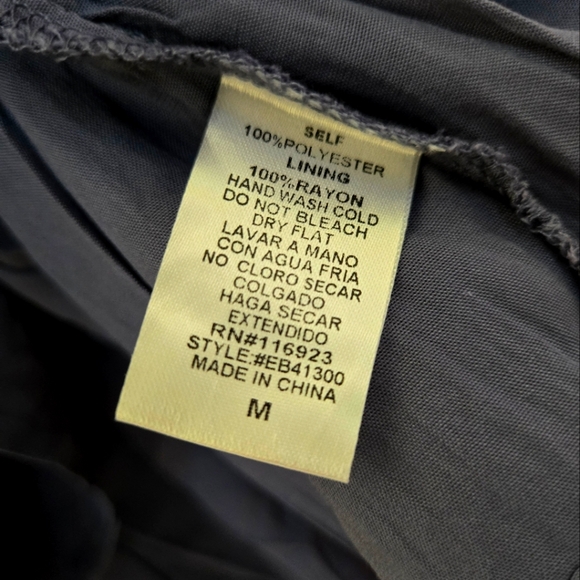 SELF
100%POLYESTER
LINING
100%RAYON
HAND WASH COLD
DO NOT BLEACH
DRY FLAT
LAVAR A MANO
CON AGUA FRIA
NO CLORO SECAR
COLGADO
HAGA SECAR
EXTENDIDO
RN#116923
STYLE:#EB41300
MADE IN CHINA
M